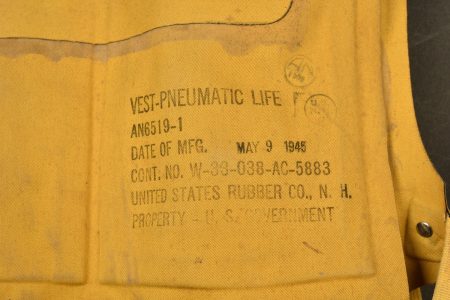 VEST-PNEUMATIC LIFE
AN6519-1
DATE OF MFG. MAY 9 1945
CONT. NO. W-33-038-AC-5883
UNITED STATES RUBBER CO., N. H.
PROPERTY - U. S. GOVERNMENT